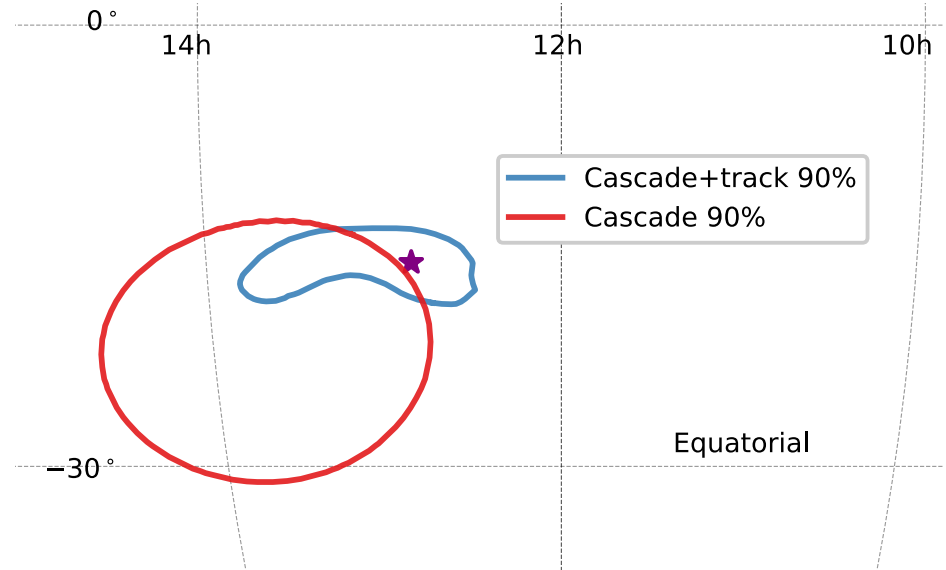 0°
14h 12h 10h
Cascade+track 90%
Cascade 90%
Equatorial
−30°